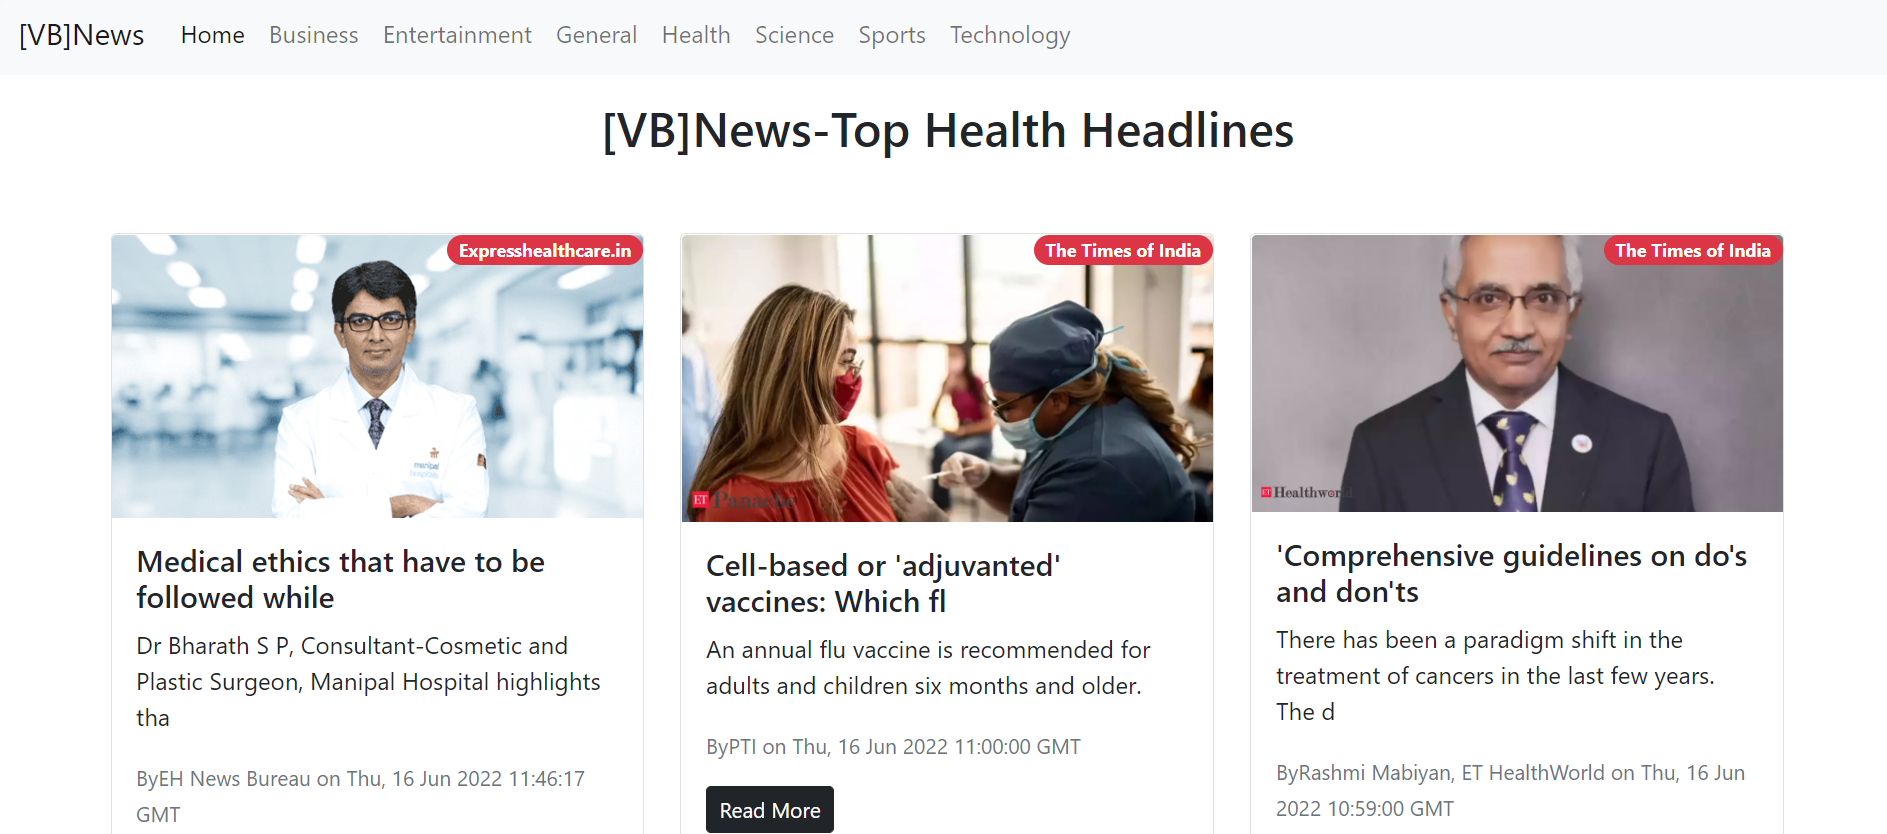 [VB]News Home Business Entertainment General Health Science Sports Technology
[VB]News-Top Health Headlines
Expresshealthcare.in
manipal
hospitals
Medical ethics that have to be
followed while
Dr Bharath S P, Consultant-Cosmetic and
Plastic Surgeon, Manipal Hospital highlights
tha
ByEH News Bureau on Thu, 16 Jun 2022 11:46:17
GMT
The Times of India
ET Panache
Cell-based or 'adjuvanted'
vaccines: Which fl
An annual flu vaccine is recommended for
adults and children six months and older.
ByPTI on Thu, 16 Jun 2022 11:00:00 GMT
Read More
The Times of India
ET Healthworld
'Comprehensive guidelines on do's
and don'ts
There has been a paradigm shift in the
treatment of cancers in the last few years.
The d
ByRashmi Mabiyan, ET HealthWorld on Thu, 16 Jun
2022 10:59:00 GMT